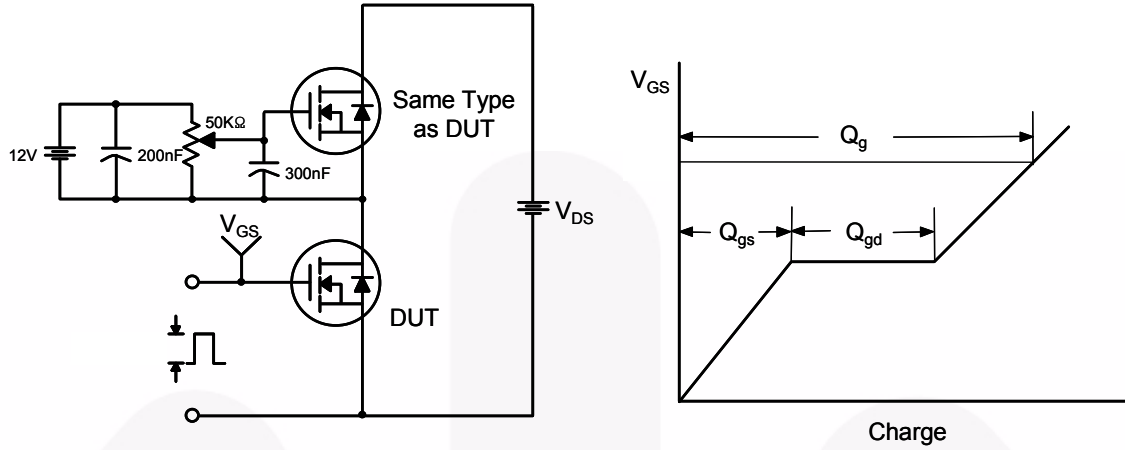 Same Type
as DUT
50KΩ
12V
200nF
300nF
V_GS
V_DS
DUT
V_GS
Q_g
Q_gs
Q_gd
Charge